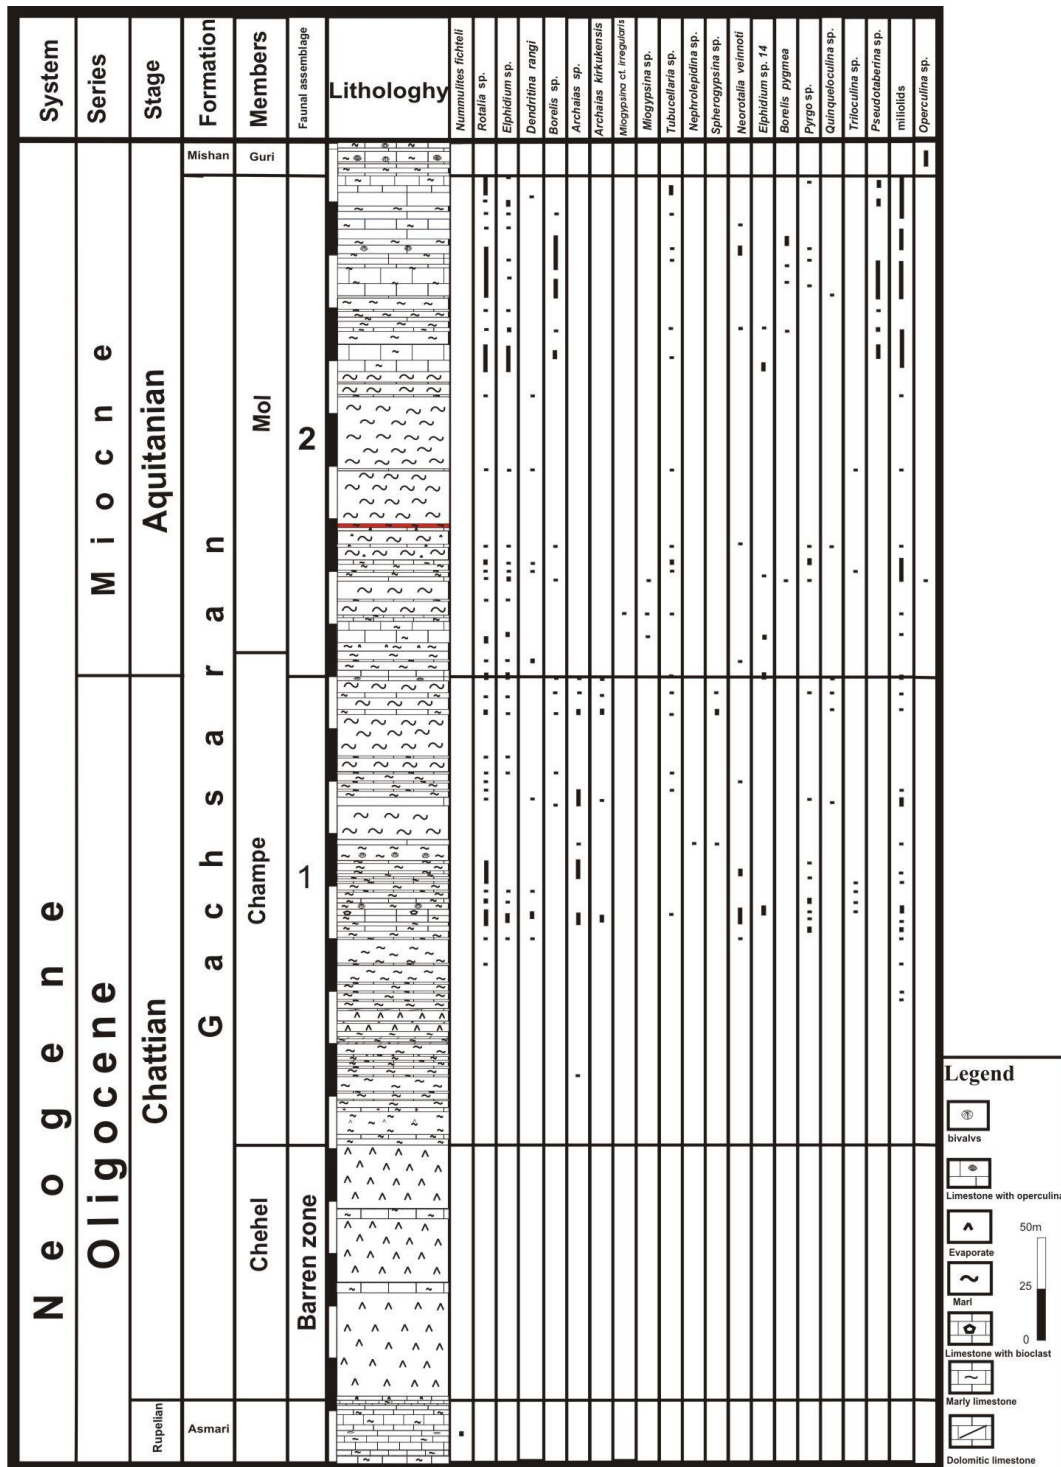 System
Series
Stage
Formation
Members
Faunal assemblage
Lithologhy
Nummulites fichteli
Rotalia sp.
Elphidium sp.
Dendritina rangi
Borelis sp.
Archaias sp.
Archaias kirkukensis
Miogypsina cf. irregularis
Miogypsina sp.
Tubucellaria sp.
Nephrolepidina sp.
Spherogypsina sp.
Neorotalia veinnoti
Elphidium sp. 14
Borelis pygmea
Pyrgo sp.
Quinqueloculina sp.
Triloculina sp.
Pseudotaberina sp.
miliolids
Operculina sp.
Neogene
Miocne
Oligocene
Aquitanian
Chattian
Rupelian
Mishan
Gachsaran
Asmari
Guri
Mol
Champe
Chehel
2
1
Barren zone
Legend
bivalvs
Limestone with operculina
Evaporate
Marl
Limestone with bioclast
Marly limestone
Dolomitic limestone
50m
25
0